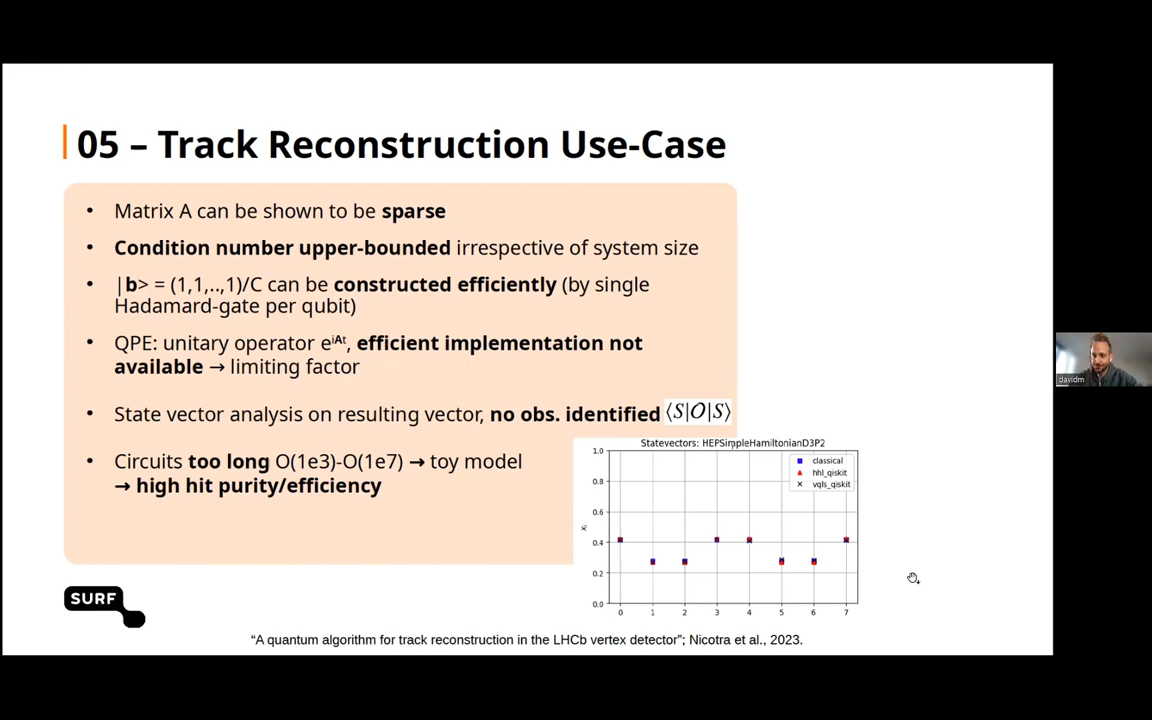 05 – Track Reconstruction Use-Case
• Matrix A can be shown to be sparse
• Condition number upper-bounded irrespective of system size
• |b> = (1,1,..,1)/C can be constructed efficiently (by single
Hadamard-gate per qubit)
• QPE: unitary operator eⁱᴬᵗ, efficient implementation not
available → limiting factor
• State vector analysis on resulting vector, no obs. identified ⟨S|O|S⟩
• Circuits too long O(1e3)-O(1e7) → toy model
→ high hit purity/efficiency
Statevectors: HEPSimpleHamiltonianD3P2
1.0
0.8
0.6
0.4
0.2
0.0
xᵢ
classical
hhl_qiskit
vqls_qiskit
0 1 2 3 4 5 6 7
SURF
“A quantum algorithm for track reconstruction in the LHCb vertex detector”; Nicotra et al., 2023.
davidm